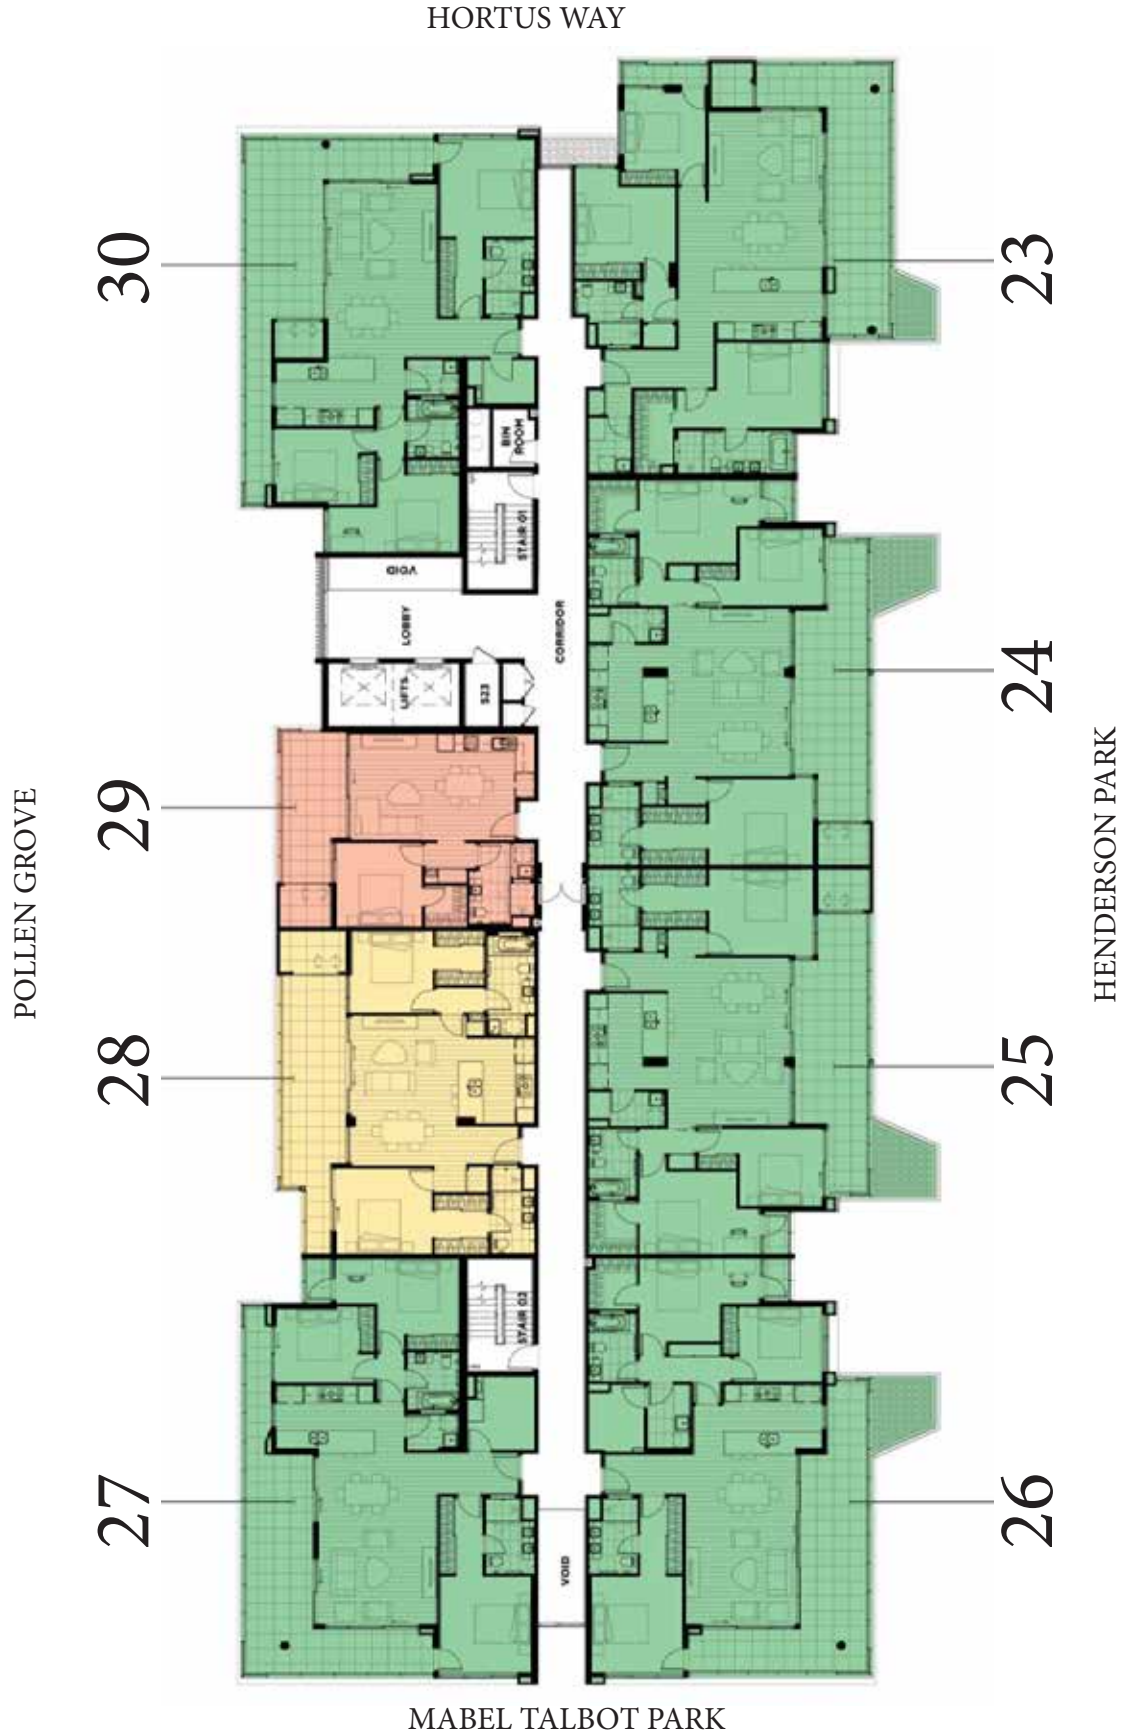 HORTUS WAY
30
23
BIN
ROOM
STAIR 01
VOID
LOBBY
CORRIDOR
24
LIFTS
S23
29
POLLEN GROVE
HENDERSON PARK
28
25
STAIR 02
27
26
VOID
MABEL TALBOT PARK